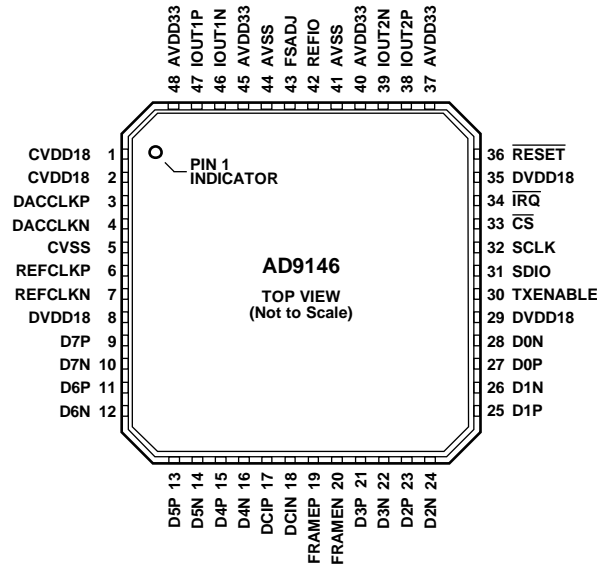 48 AVDD33
47 IOUT1P
46 IOUT1N
45 AVDD33
44 AVSS
43 FSADJ
42 REFIO
41 AVSS
40 AVDD33
39 IOUT2N
38 IOUT2P
37 AVDD33
CVDD18 1
CVDD18 2
DACCLKP 3
DACCLKN 4
CVSS 5
REFCLKP 6
REFCLKN 7
DVDD18 8
D7P 9
D7N 10
D6P 11
D6N 12
PIN 1
INDICATOR
AD9146
TOP VIEW
(Not to Scale)
36 RESET
35 DVDD18
34 IRQ
33 CS
32 SCLK
31 SDIO
30 TXENABLE
29 DVDD18
28 D0N
27 D0P
26 D1N
25 D1P
D5P 13
D5N 14
D4P 15
D4N 16
DCIP 17
DCIN 18
FRAMEP 19
FRAMEN 20
D3P 21
D3N 22
D2P 23
D2N 24